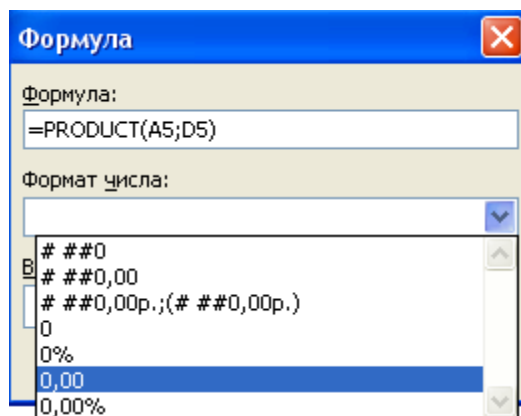 Формула
Формула:
=PRODUCT(A5;D5)
Формат числа:
# ##0
В
# ##0,00
# ##0,00р.;(# ##0,00р.)
0
0%
0,00
0,00%